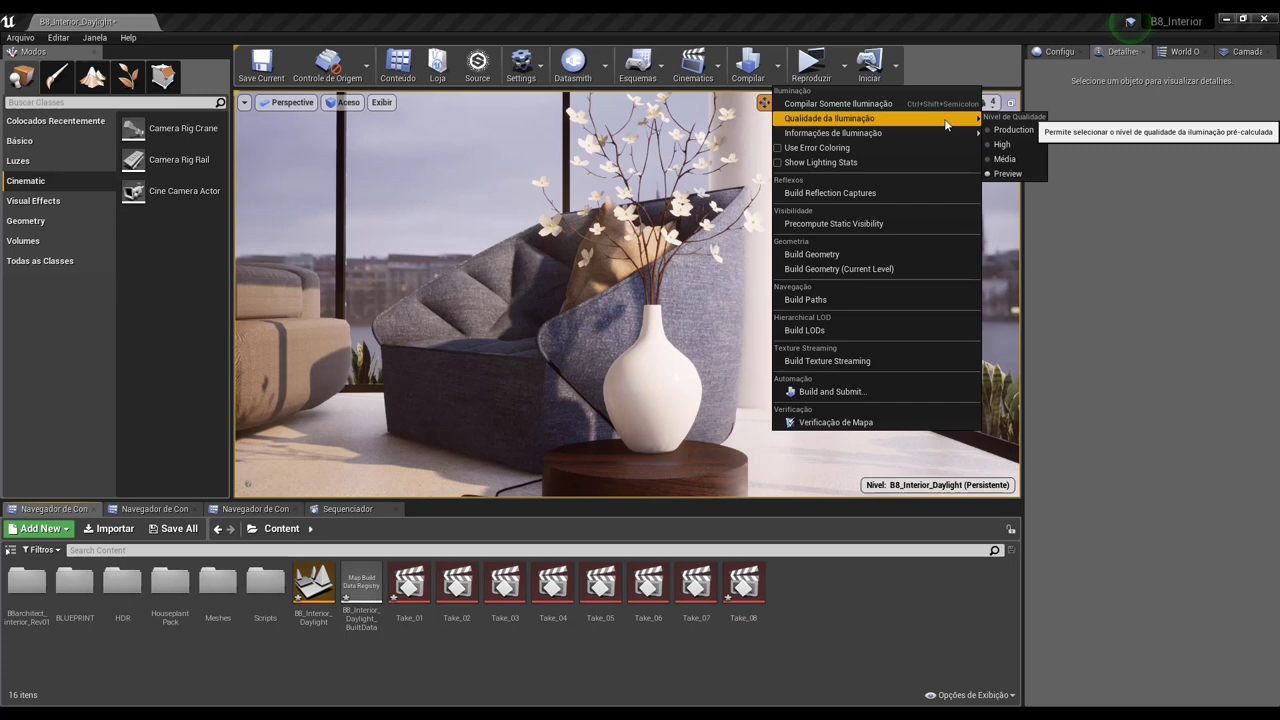 B8_Interior_Daylight*
B8_Interior
Arquivo Editar Janela Help
Modos
Save Current
Controle de Origem
Conteúdo
Loja
Source
Settings
Datasmith
Esquemas
Cinematics
Compilar
Reproduzir
Iniciar
Configu
Detalhe
World O
Camada
Selecione um objeto para visualizar detalhes.
Buscar Classes
Colocados Recentemente
Básico
Luzes
Cinematic
Visual Effects
Geometry
Volumes
Todas as Classes
Camera Rig Crane
Camera Rig Rail
Cine Camera Actor
Perspective
Aceso
Exibir
4
Iluminação
Compilar Somente Iluminação Ctrl+Shift+Semicolon
Qualidade da Iluminação
Informações de Iluminação
Use Error Coloring
Show Lighting Stats
Reflexos
Build Reflection Captures
Visibilidade
Precompute Static Visibility
Geometria
Build Geometry
Build Geometry (Current Level)
Navegação
Build Paths
Hierarchical LOD
Build LODs
Texture Streaming
Build Texture Streaming
Automação
Build and Submit...
Verificação
Verificação de Mapa
Nível de Qualidade
Production
High
Média
Preview
Permite selecionar o nível de qualidade da iluminação pré-calculada
Nível: B8_Interior_Daylight (Persistente)
Navegador de Con
Navegador de Con
Navegador de Con
Sequenciador
Add New
Importar
Save All
Content
Filtros
Search Content
BBarchitect_
interior_Rev01
BLUEPRINT
HDR
Houseplant
Pack
Meshes
Scripts
B8_Interior_
Daylight
Map Build
Data Registry
B8_Interior_
Daylight_
BuiltData
Take_01
Take_02
Take_03
Take_04
Take_05
Take_06
Take_07
Take_08
16 itens
Opções de Exibição